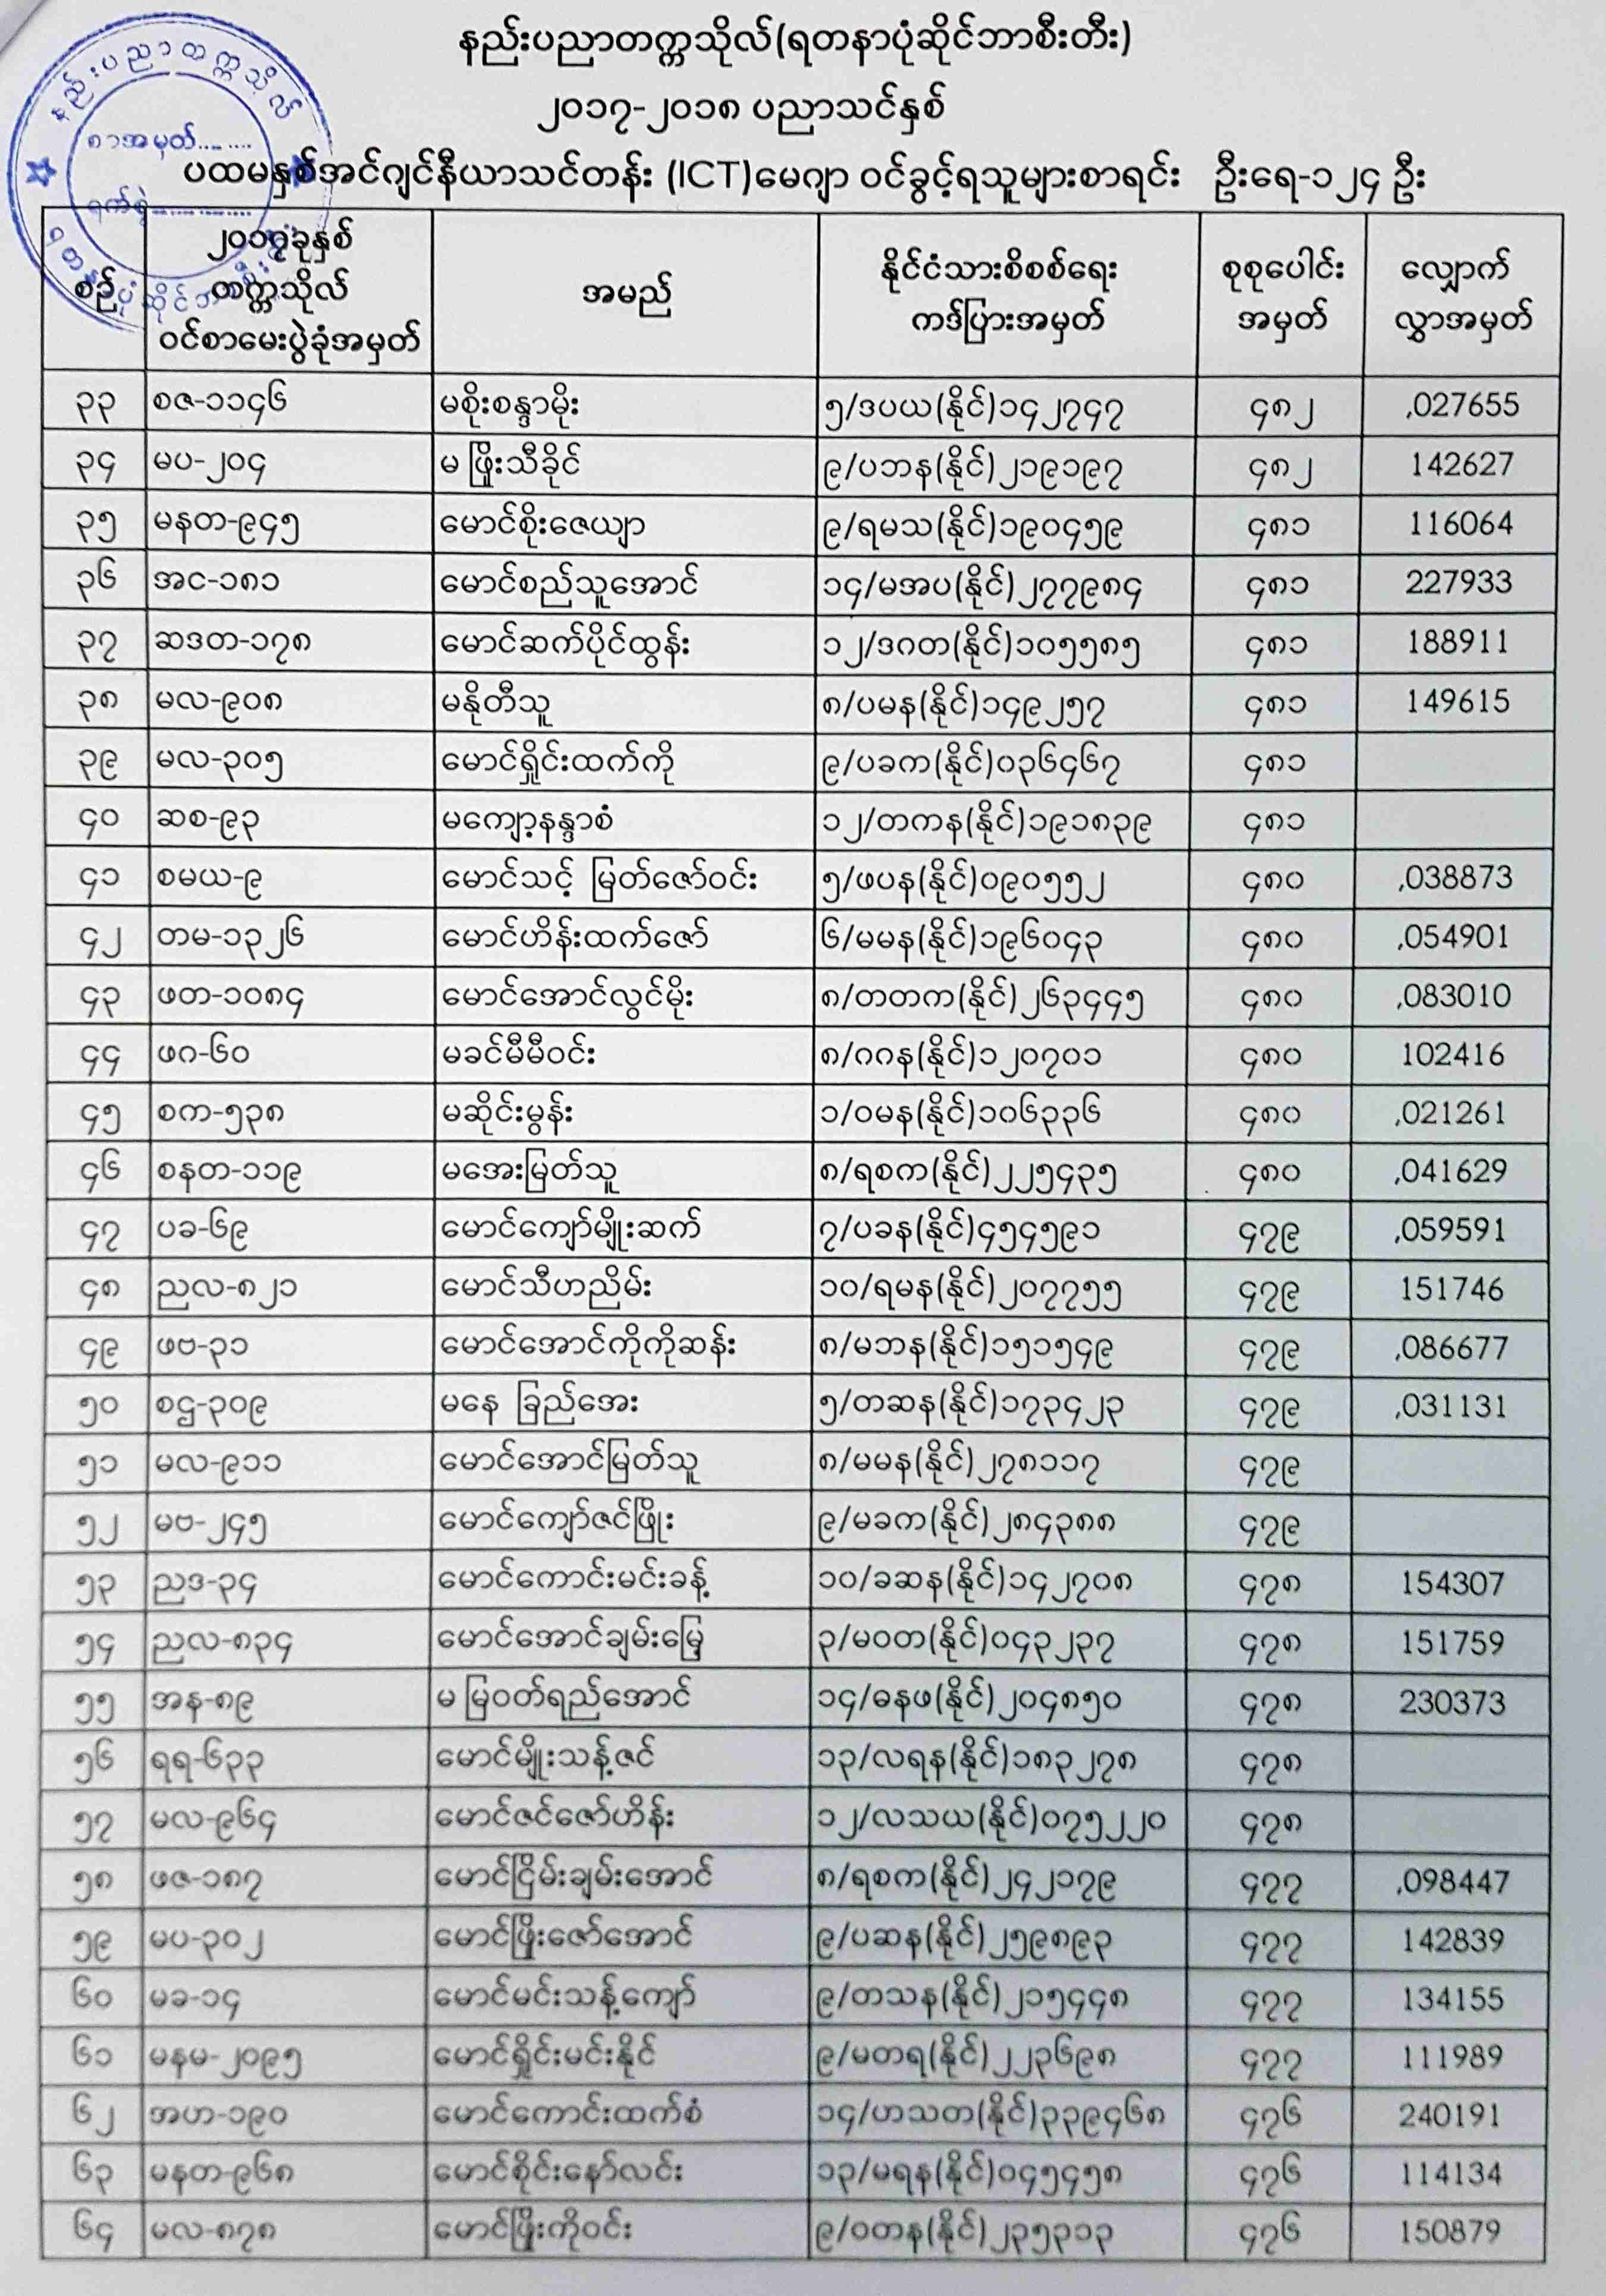 နည်းပညာတက္ကသိုလ်(ရတနာပုံဆိုင်ဘာစီးတီး)
၂၀၁၇-၂၀၁၈ ပညာသင်နှစ်
ပထမနှစ်အင်ဂျင်နီယာသင်တန်း (ICT)မေဂျာ ဝင်ခွင့်ရသူများစာရင်း ဦးရေ-၁၂၄ ဦး
နည်းပညာတက္ကသိုလ်
စာအမှတ်
ရက်စွဲ
စဉ် ၂၀၁၇ခုနှစ် တက္ကသိုလ် ဝင်စာမေးပွဲခုံအမှတ် အမည် နိုင်ငံသားစိစစ်ရေး ကဒ်ပြားအမှတ် စုစုပေါင်း အမှတ် လျှောက် လွှာအမှတ်
၃၃ စဇ-၁၁၄၆ မစိုးစန္ဒာမိုး ၅/ဒပယ(နိုင်)၁၄၂၇၄၇ ၄၈၂ ,027655
၃၄ မပ-၂၀၄ မဖြိုးသီခိုင် ၉/ပဘန(နိုင်)၂၁၉၁၉၇ ၄၈၂ 142627
၃၅ မနတ-၉၄၅ မောင်စိုးဇေယျာ ၉/ရမသ(နိုင်)၁၉၀၄၅၉ ၄၈၁ 116064
၃၆ အင-၁၈၁ မောင်စည်သူအောင် ၁၄/မအပ(နိုင်)၂၇၇၉၈၄ ၄၈၁ 227933
၃၇ ဆဒတ-၁၇၈ မောင်ဆက်ပိုင်ထွန်း ၁၂/ဒဂတ(နိုင်)၁၀၅၅၈၅ ၄၈၁ 188911
၃၈ မလ-၉၀၈ မနိုတီသူ ၈/ပမန(နိုင်)၁၄၉၂၅၇ ၄၈၁ 149615
၃၉ မလ-၃၀၅ မောင်ရှိုင်းထက်ကို ၉/ပခက(နိုင်)၀၃၆၄၆၇ ၄၈၁
၄၀ ဆစ-၉၃ မကျော့နန္ဒာစံ ၁၂/တကန(နိုင်)၁၉၁၈၃၉ ၄၈၁
၄၁ စမယ-၉ မောင်သင့် မြတ်ဇော်ဝင်း ၅/ဖပန(နိုင်)၀၉၀၅၅၂ ၄၈၀ ,038873
၄၂ တမ-၁၃၂၆ မောင်ဟိန်းထက်ဇော် ၆/မမန(နိုင်)၁၉၆၀၄၃ ၄၈၀ ,054901
၄၃ ဖတ-၁၀၈၄ မောင်အောင်လွင်မိုး ၈/တတက(နိုင်)၂၆၃၄၄၅ ၄၈၀ ,083010
၄၄ ဖဂ-၆၀ မခင်မီမီဝင်း ၈/ဂဂန(နိုင်)၁၂၀၇၀၁ ၄၈၀ 102416
၄၅ စက-၅၃၈ မဆိုင်းမွန်း ၁/ဝမန(နိုင်)၁၀၆၃၃၆ ၄၈၀ ,021261
၄၆ စနတ-၁၁၉ မအေးမြတ်သူ ၈/ရစက(နိုင်)၂၂၅၄၃၅ ၄၈၀ ,041629
၄၇ ပခ-၆၉ မောင်ကျော်မျိုးဆက် ၇/ပခန(နိုင်)၄၅၄၅၉၁ ၄၇၉ ,059591
၄၈ ညလ-၈၂၁ မောင်သီဟညိမ်း ၁၀/ရမန(နိုင်)၂၀၇၇၅၅ ၄၇၉ 151746
၄၉ ဖဗ-၃၁ မောင်အောင်ကိုကိုဆန်း ၈/မဘန(နိုင်)၁၅၁၅၄၉ ၄၇၉ ,086677
၅၀ စဋ္ဌ-၃၀၉ မနေ ခြည်အေး ၅/တဆန(နိုင်)၁၇၃၄၂၃ ၄၇၉ ,031131
၅၁ မလ-၉၁၁ မောင်အောင်မြတ်သူ ၈/မမန(နိုင်)၂၇၈၁၁၇ ၄၇၉
၅၂ မဗ-၂၄၅ မောင်ကျော်ဇင်ဖြိုး ၉/မခက(နိုင်)၂၈၄၃၈၈ ၄၇၉
၅၃ ညဒ-၃၄ မောင်ကောင်းမင်းခန့် ၁၀/ခဆန(နိုင်)၁၄၂၇၀၈ ၄၇၈ 154307
၅၄ ညလ-၈၃၄ မောင်အောင်ချမ်းမြေ့ ၃/မဝတ(နိုင်)၀၄၃၂၃၇ ၄၇၈ 151759
၅၅ အန-၈၉ မမြဝတ်ရည်အောင် ၁၄/ဓနဖ(နိုင်)၂၀၄၈၅၀ ၄၇၈ 230373
၅၆ ရရ-၆၃၃ မောင်မျိုးသန့်ဇင် ၁၃/လရန(နိုင်)၁၈၃၂၇၈ ၄၇၈
၅၇ မလ-၉၆၄ မောင်ဇင်ဇော်ဟိန်း ၁၂/လသယ(နိုင်)၀၇၅၂၂၀ ၄၇၈
၅၈ ဖဇ-၁၈၇ မောင်ငြိမ်းချမ်းအောင် ၈/ရစက(နိုင်)၂၄၂၁၇၉ ၄၇၇ ,098447
၅၉ မပ-၃၀၂ မောင်ဖြိုးဇော်အောင် ၉/ပဆန(နိုင်)၂၅၉၈၉၃ ၄၇၇ 142839
၆၀ မခ-၁၄ မောင်မင်းသန့်ကျော် ၉/တသန(နိုင်)၂၁၅၄၄၈ ၄၇၇ 134155
၆၁ မနမ-၂၀၉၅ မောင်ရှိုင်းမင်းနိုင် ၉/မတရ(နိုင်)၂၂၃၆၉၈ ၄၇၇ 111989
၆၂ အဟ-၁၉၀ မောင်ကောင်းထက်စံ ၁၄/ဟသတ(နိုင်)၃၃၉၄၆၈ ၄၇၆ 240191
၆၃ မနတ-၉၆၈ မောင်စိုင်းနော်လင်း ၁၃/မရန(နိုင်)၀၄၅၄၅၈ ၄၇၆ 114134
၆၄ မလ-၈၇၈ မောင်ဖြိုးကိုဝင်း ၉/ဝတန(နိုင်)၂၃၅၃၁၃ ၄၇၆ 150879